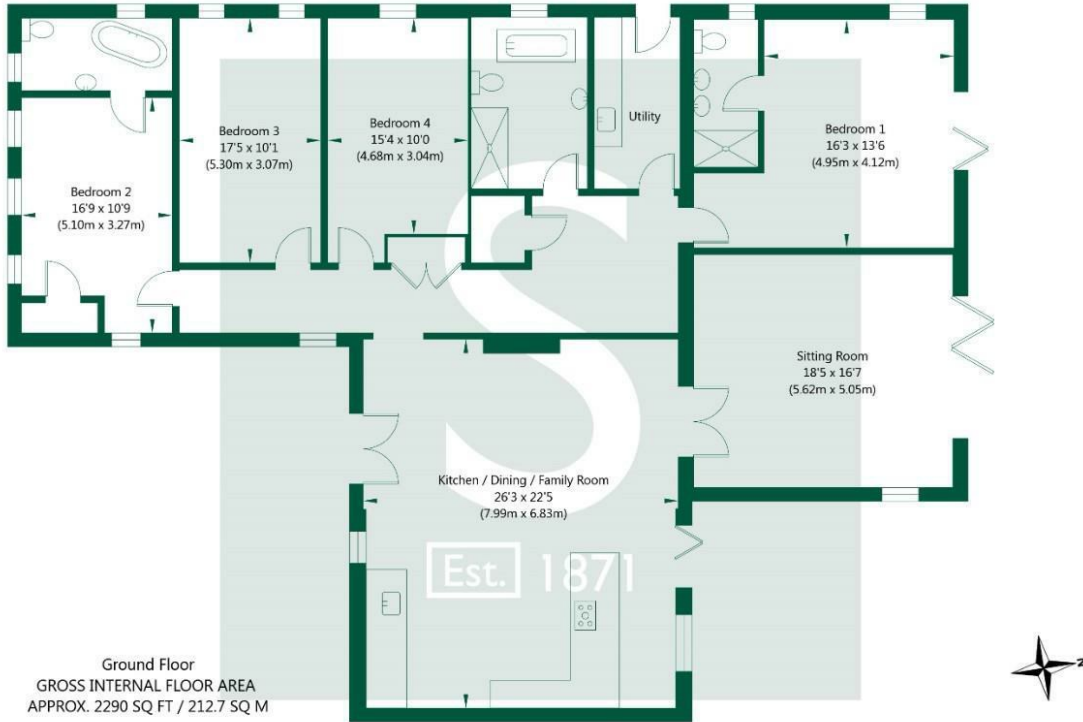 Bedroom 3
17'5 x 10'1
(5.30m x 3.07m)
Bedroom 4
15'4 x 10'0
(4.68m x 3.04m)
Utility
Bedroom 1
16'3 x 13'6
(4.95m x 4.12m)
Bedroom 2
16'9 x 10'9
(5.10m x 3.27m)
Sitting Room
18'5 x 16'7
(5.62m x 5.05m)
Kitchen / Dining / Family Room
26'3 x 22'5
(7.99m x 6.83m)
S
Est. 1871
Ground Floor
GROSS INTERNAL FLOOR AREA
APPROX. 2290 SQ FT / 212.7 SQ M
N